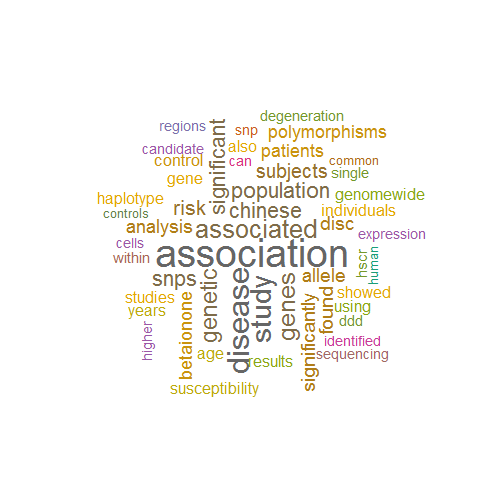 degeneration
regions
snp
polymorphisms
candidate
also
patients
control
can
common
significant
subjects
single
gene
population
genomewide
haplotype
risk
chinese
individuals
controls
analysis
associated
disc
expression
cells
association
within
snps
disease
study
genetic
genes
allele
hscr
human
studies
betaionone
significantly
found
showed
years
using
ddd
higher
age
results
identified
sequencing
susceptibility